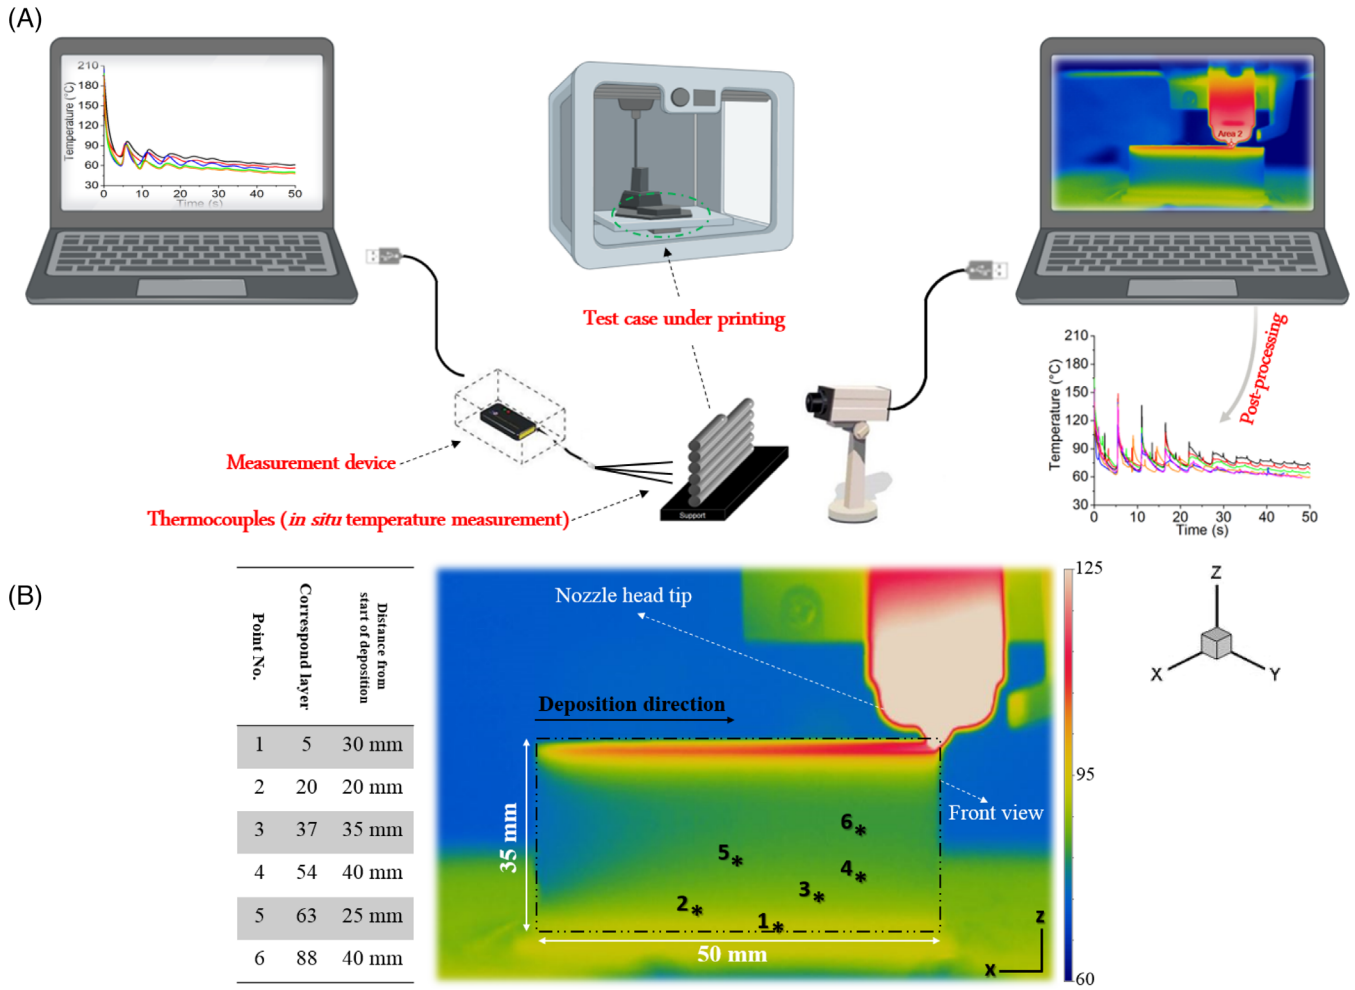 (A)
210
180
150
120
90
60
30
Temperature (°C)
0 10 20 30 40 50
Time (s)
Area 2
Test case under printing
Measurement device
Thermocouples (in situ temperature measurement)
Support
Post-processing
210
180
150
120
90
60
30
Temperature (°C)
0 10 20 30 40 50
Time (s)
(B)
Point No.
Correspond layer
Distance from
start of deposition
1 5 30 mm
2 20 20 mm
3 37 35 mm
4 54 40 mm
5 63 25 mm
6 88 40 mm
Nozzle head tip
Deposition direction
Front view
35 mm
50 mm
6*
5*
4*
3*
2*
1*
Z
X
125
95
60
Z
X
Y